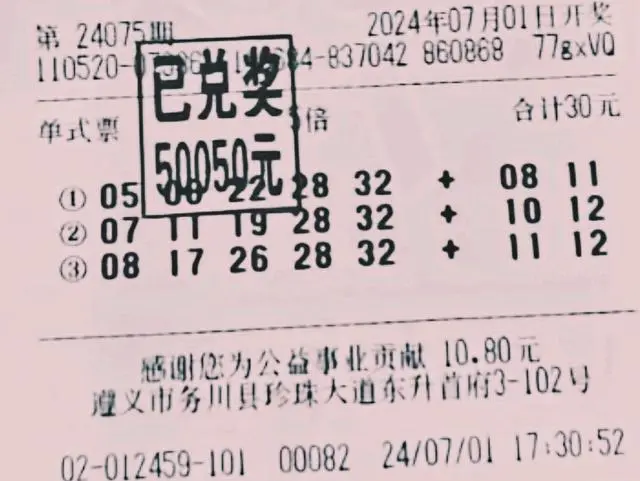 第 24075期 2024年07月01日开奖
110520- -837042 860868 77gxVQ
已兑奖
50050元
单式票 5倍 合计30元
① 05 08 22 28 32 + 08 11
② 07 11 19 28 32 + 10 12
③ 08 17 26 28 32 + 11 12
感谢您为公益事业贡献 10.80元
遵义市务川县珍珠大道东升首府3-102号
02-012459-101 00082 24/07/01 17:30:52